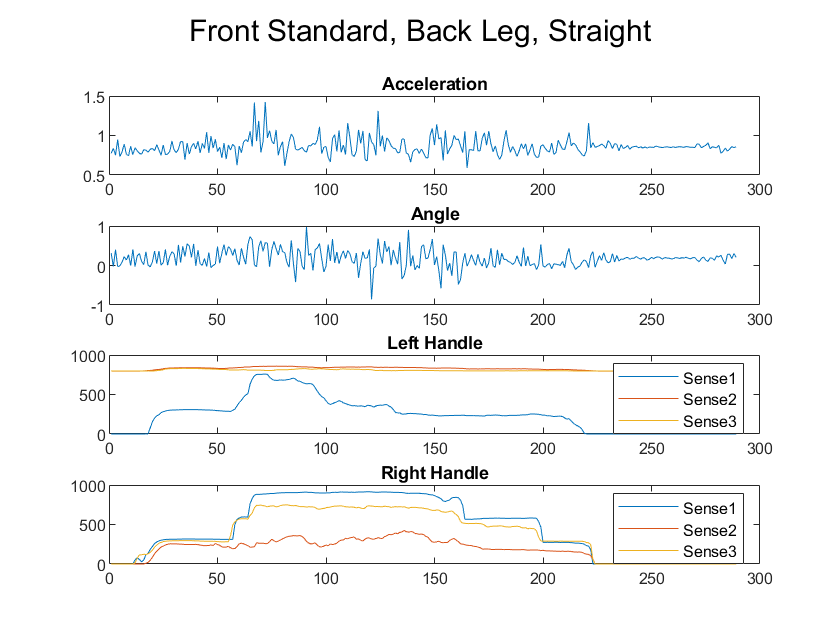 Front Standard, Back Leg, Straight
Acceleration
1.5
1
0.5
0 50 100 150 200 250 300
Angle
1
0
-1
0 50 100 150 200 250 300
Left Handle
1000
500
0
Sense1
Sense2
Sense3
0 50 100 150 200 250 300
Right Handle
1000
500
0
Sense1
Sense2
Sense3
0 50 100 150 200 250 300